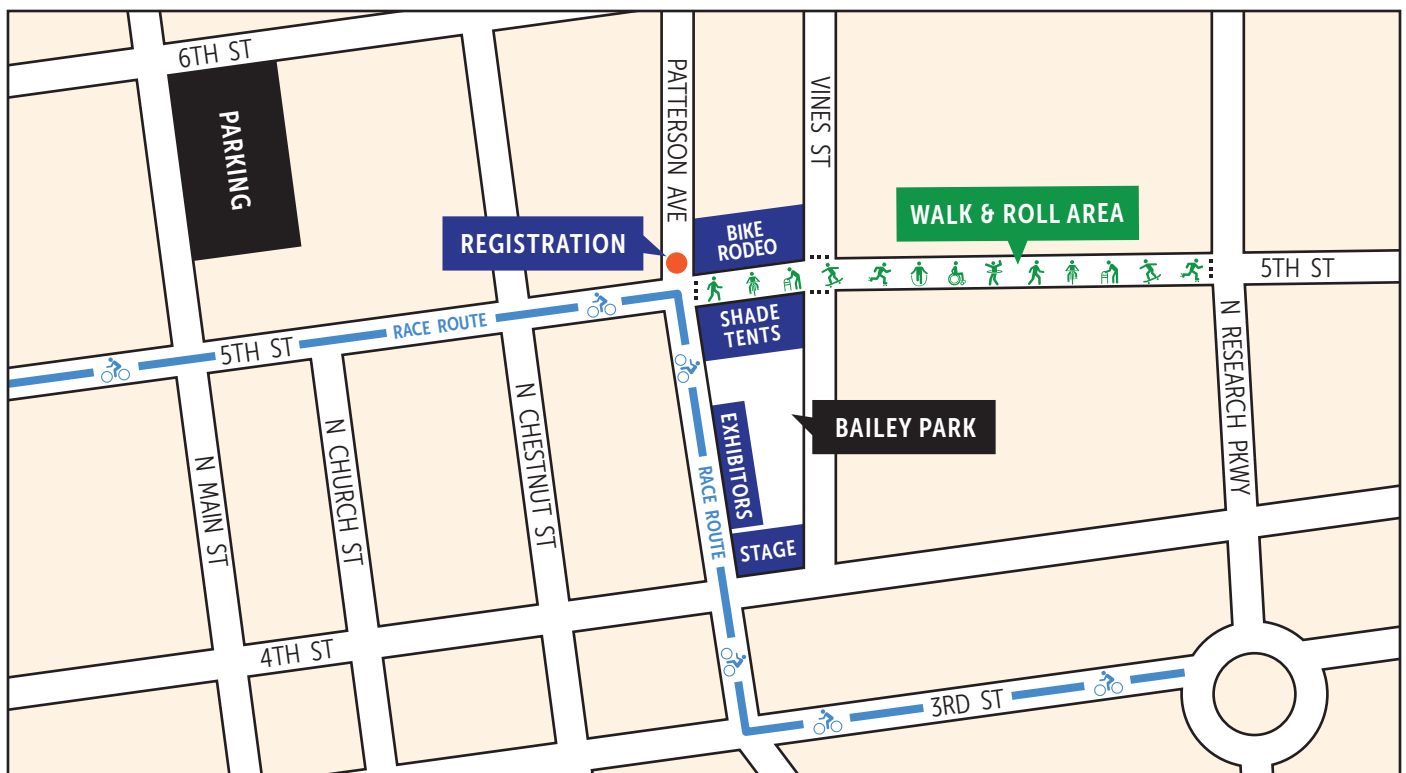 6TH ST
PARKING
PATTERSON AVE
VINES ST
REGISTRATION
BIKE
RODEO
WALK & ROLL AREA
5TH ST
SHADE
TENTS
RACE ROUTE
5TH ST
N RESEARCH PKWY
N MAIN ST
N CHURCH ST
N CHESTNUT ST
EXHIBITORS
BAILEY PARK
RACE ROUTE
STAGE
4TH ST
3RD ST